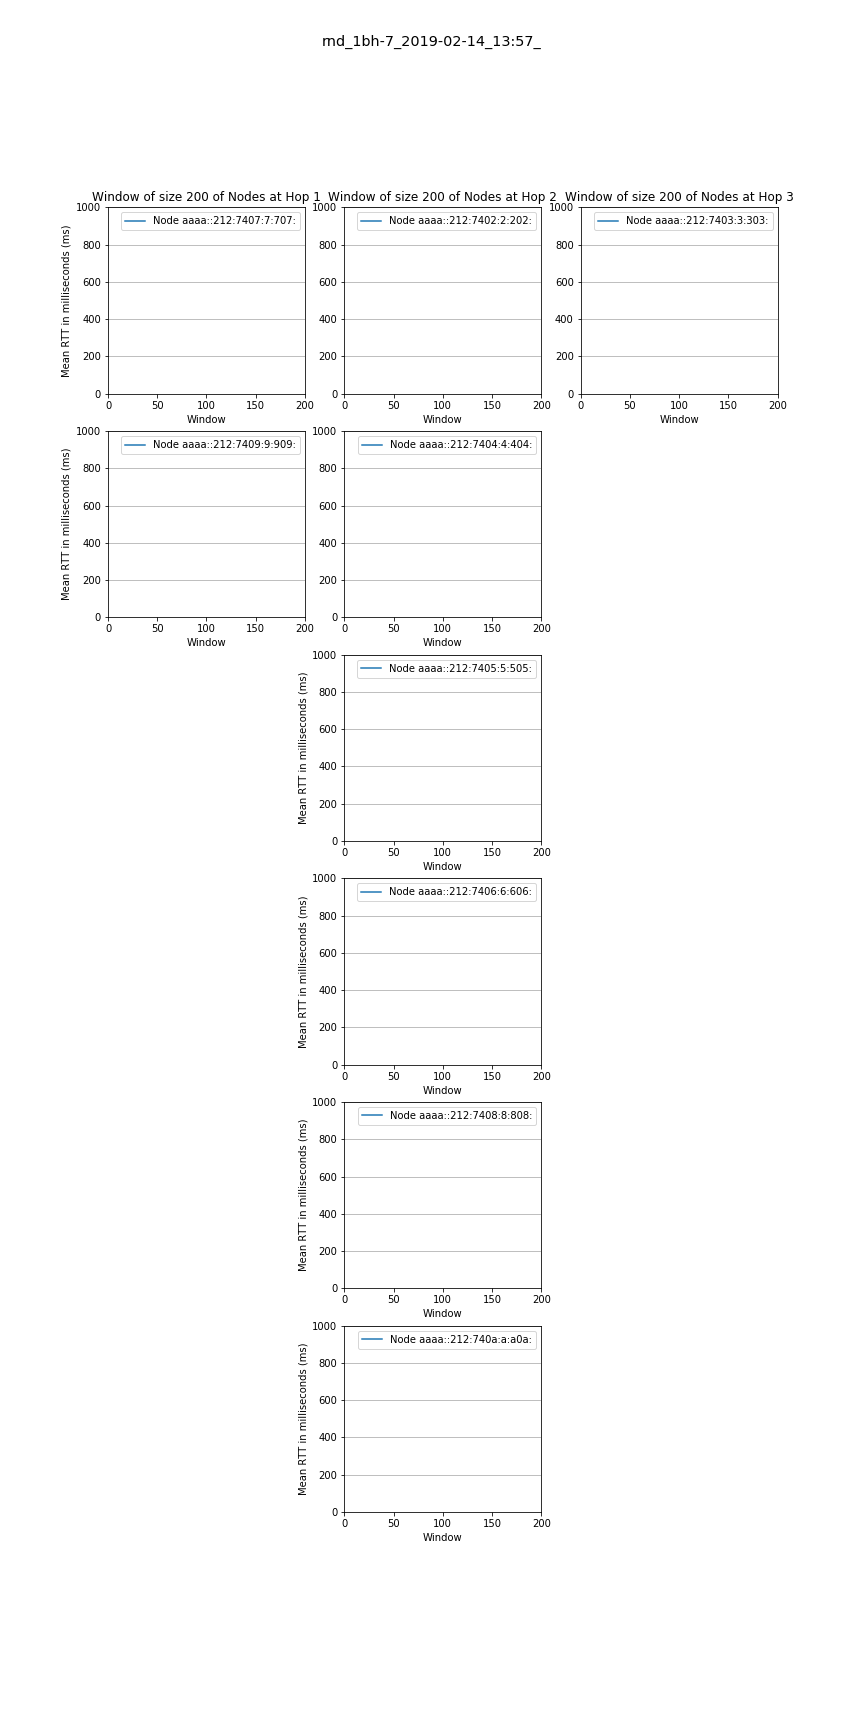 rnd_1bh-7_2019-02-14_13:57_
Window of size 200 of Nodes at Hop 1
Window of size 200 of Nodes at Hop 2
Window of size 200 of Nodes at Hop 3
Mean RTT in milliseconds (ms)
1000
800
600
400
200
0
Node aaaa::212:7407:7:707:
0 50 100 150 200
Window
1000
800
600
400
200
0
Node aaaa::212:7402:2:202:
0 50 100 150 200
Window
1000
800
600
400
200
0
Node aaaa::212:7403:3:303:
0 50 100 150 200
Window
Mean RTT in milliseconds (ms)
1000
800
600
400
200
0
Node aaaa::212:7409:9:909:
0 50 100 150 200
Window
1000
800
600
400
200
0
Node aaaa::212:7404:4:404:
0 50 100 150 200
Window
Mean RTT in milliseconds (ms)
1000
800
600
400
200
0
Node aaaa::212:7405:5:505:
0 50 100 150 200
Window
Mean RTT in milliseconds (ms)
1000
800
600
400
200
0
Node aaaa::212:7406:6:606:
0 50 100 150 200
Window
Mean RTT in milliseconds (ms)
1000
800
600
400
200
0
Node aaaa::212:7408:8:808:
0 50 100 150 200
Window
Mean RTT in milliseconds (ms)
1000
800
600
400
200
0
Node aaaa::212:740a:a:a0a:
0 50 100 150 200
Window